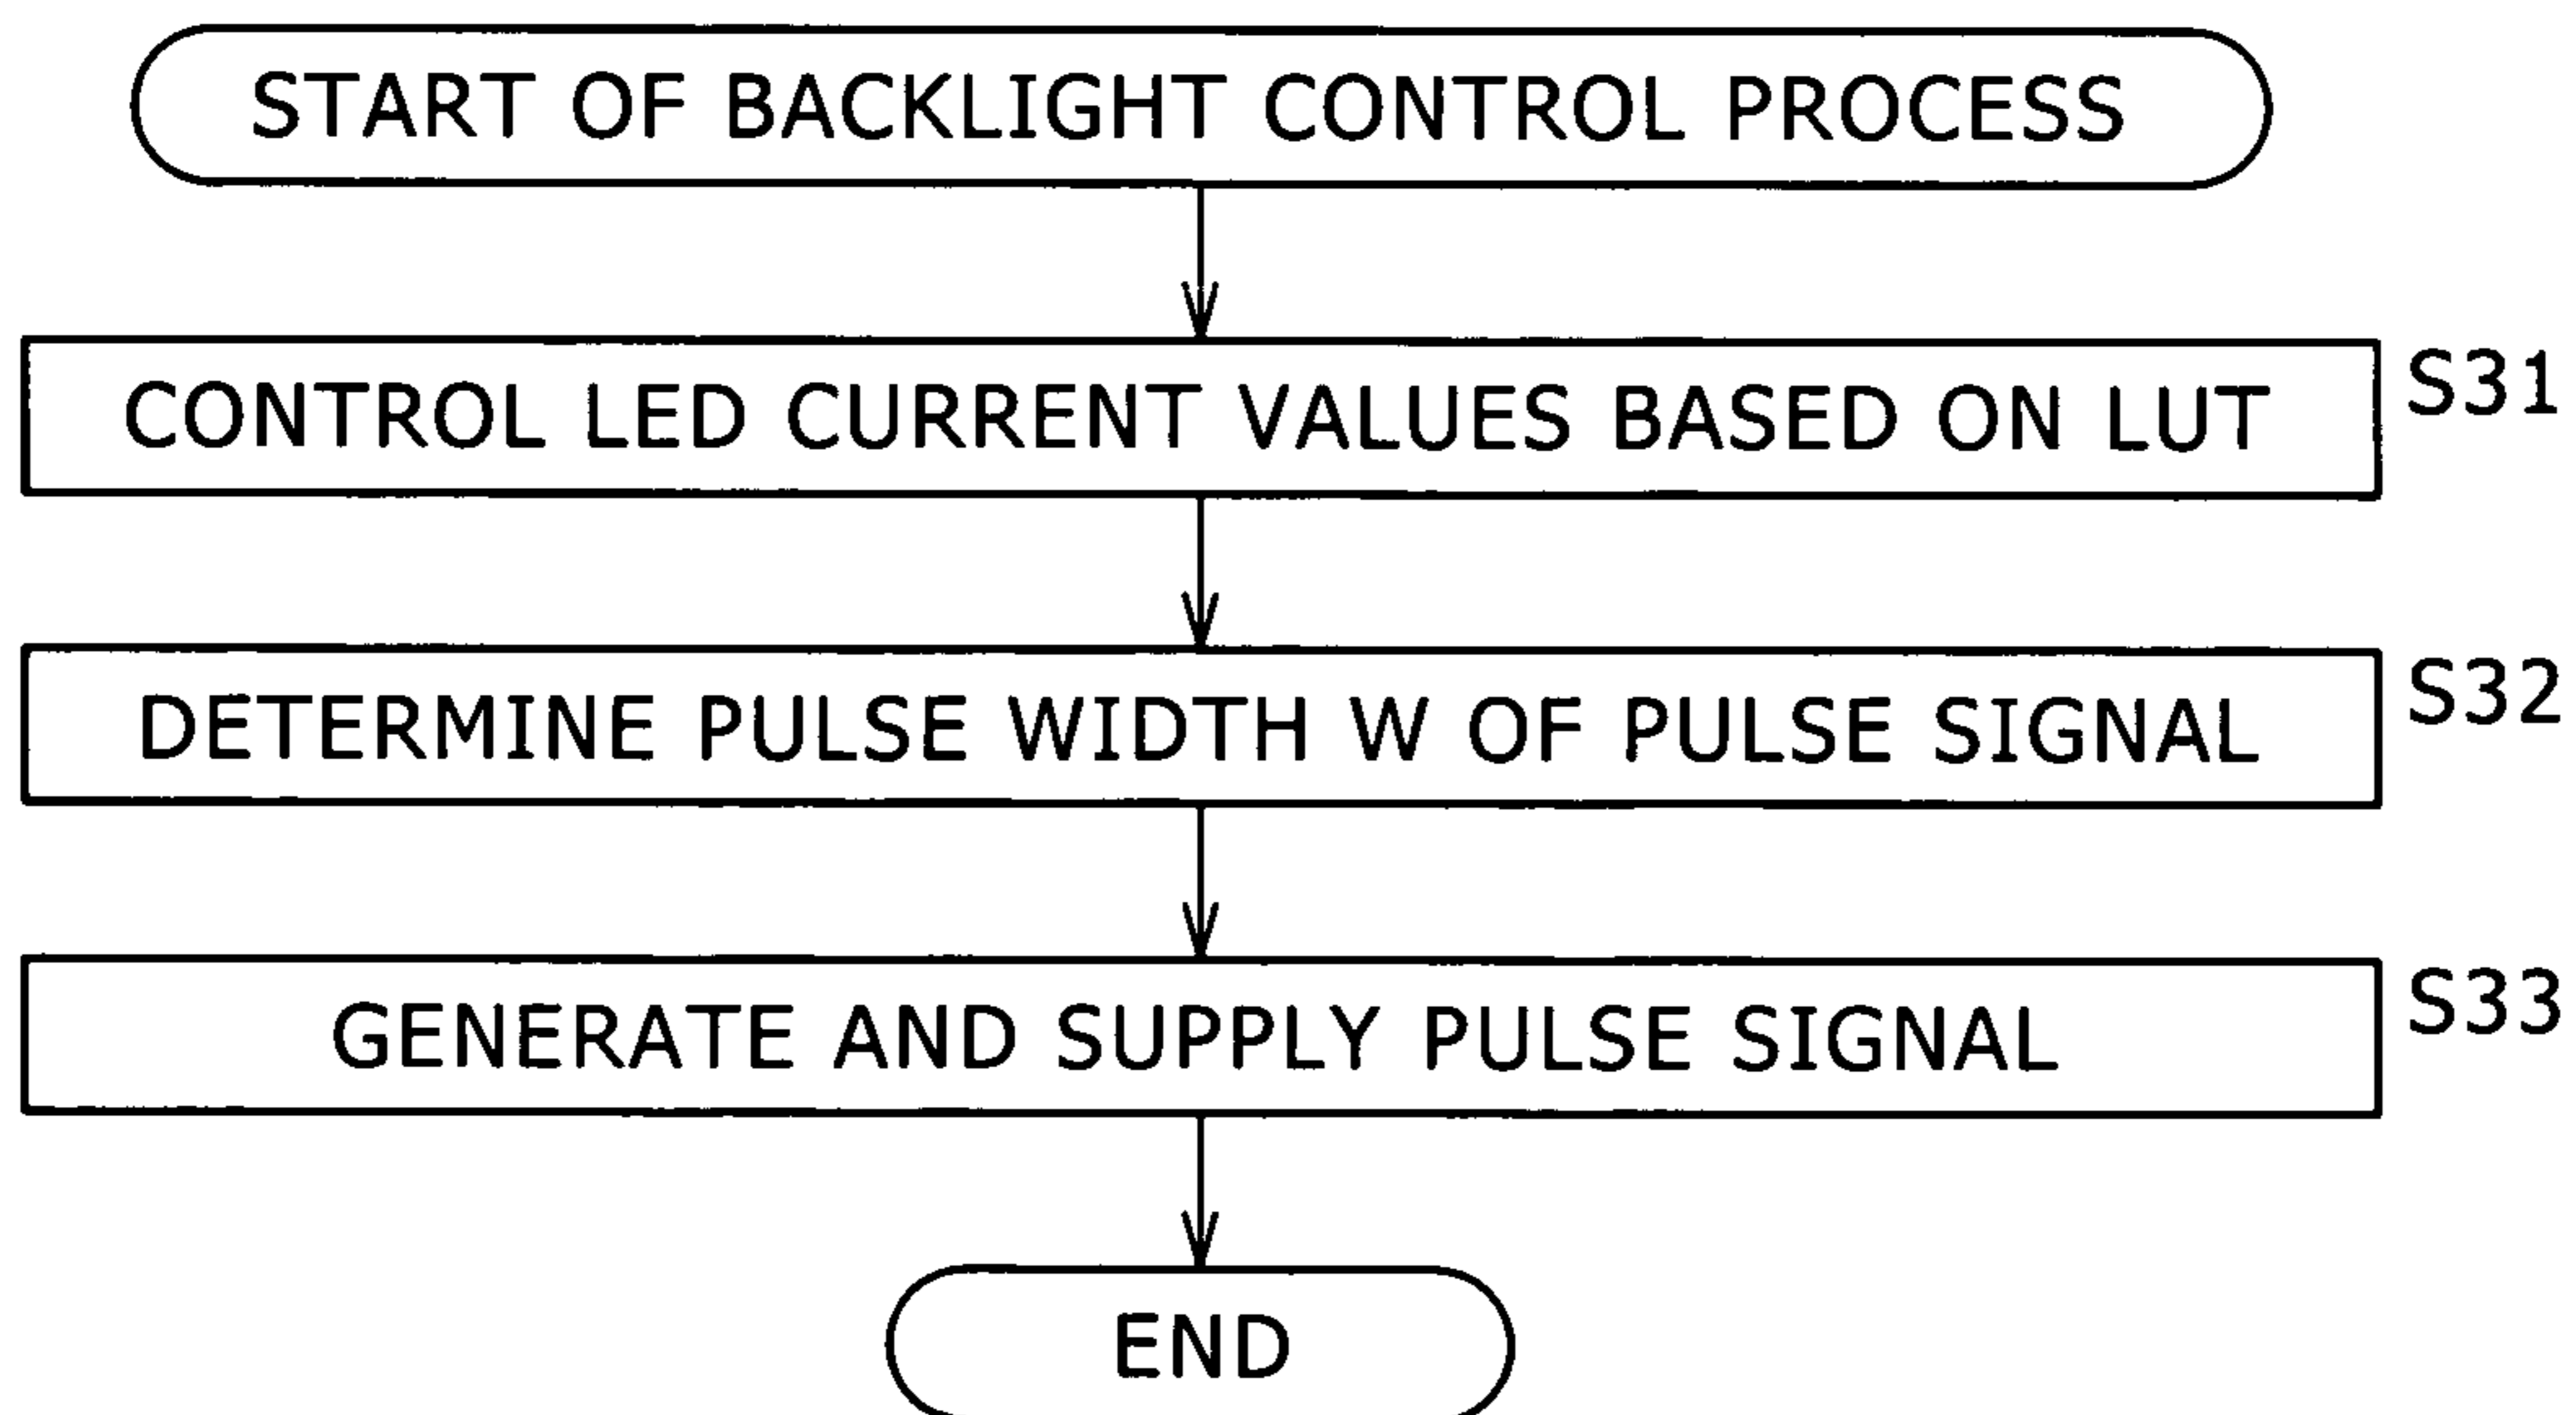 START OF BACKLIGHT CONTROL PROCESS
CONTROL LED CURRENT VALUES BASED ON LUT
S31
DETERMINE PULSE WIDTH W OF PULSE SIGNAL
S32
GENERATE AND SUPPLY PULSE SIGNAL
S33
END